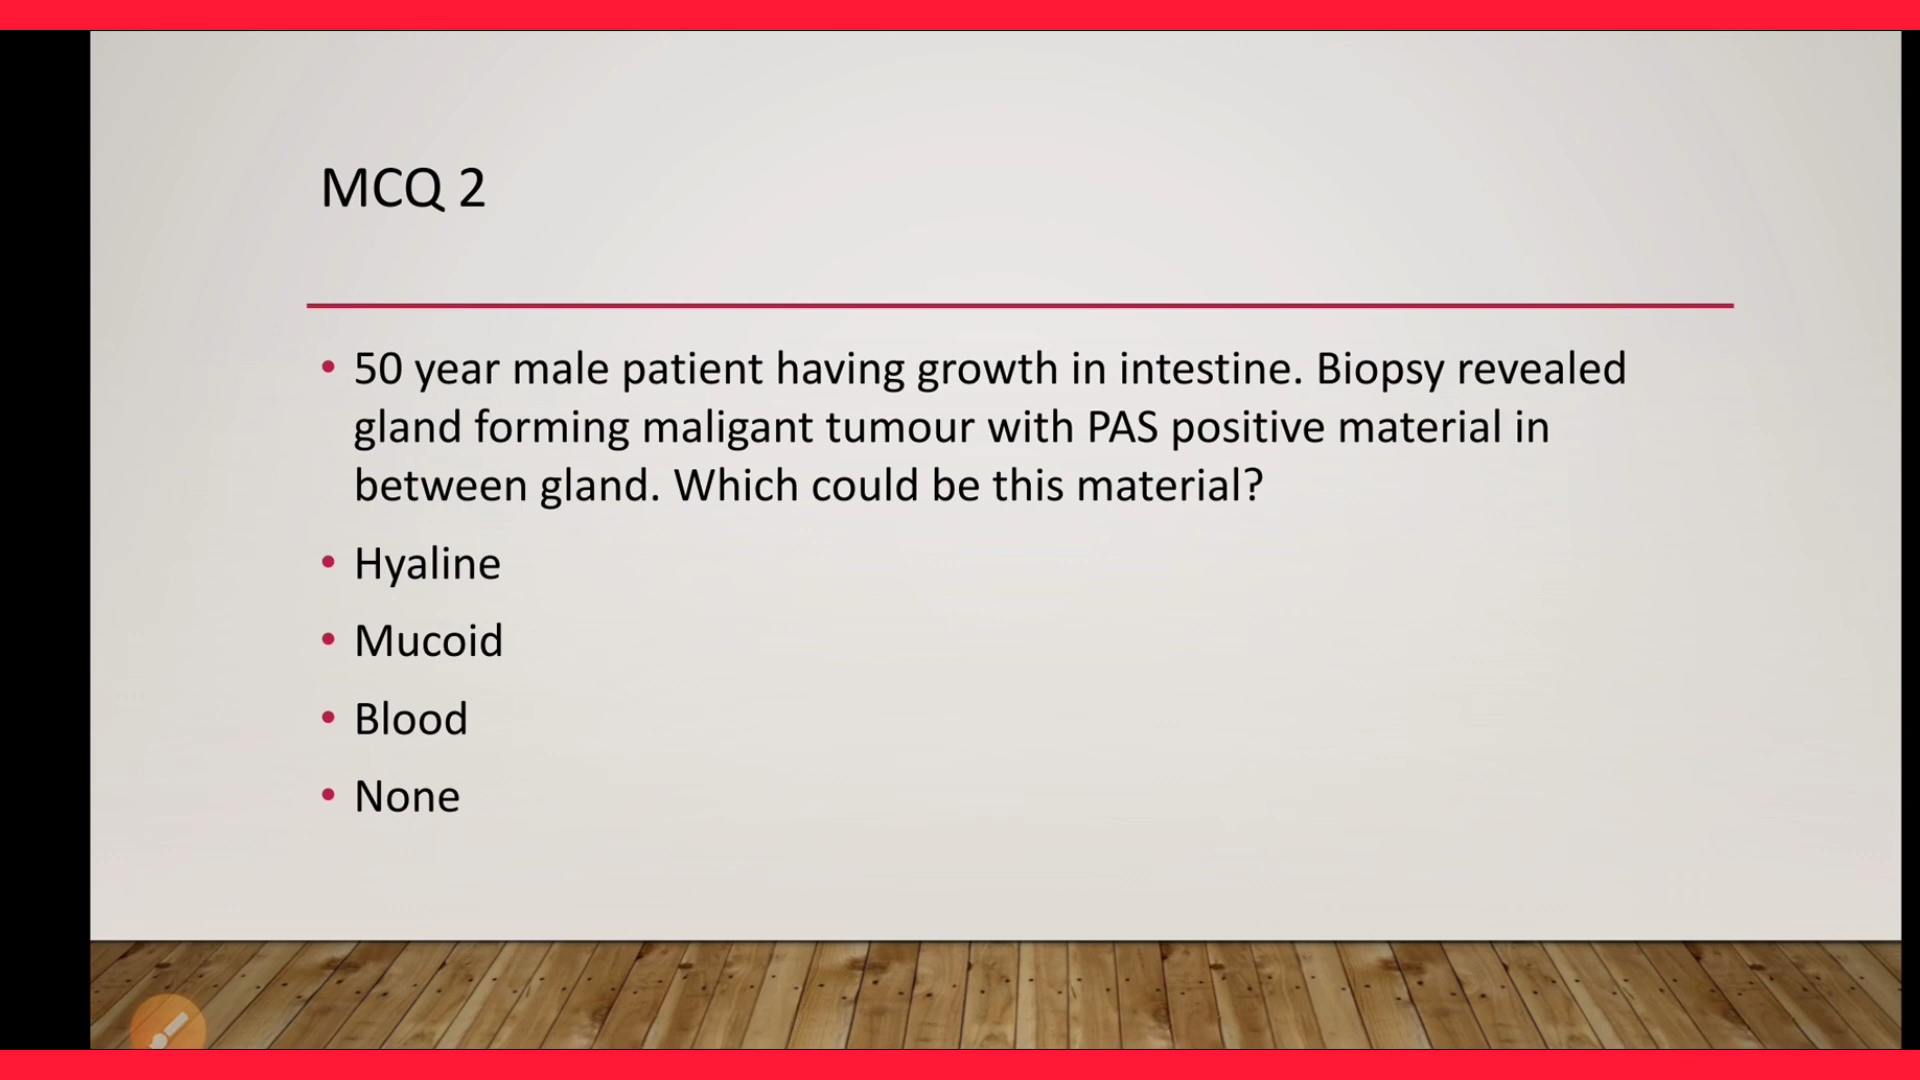 MCQ 2
• 50 year male patient having growth in intestine. Biopsy revealed
gland forming maligant tumour with PAS positive material in
between gland. Which could be this material?
• Hyaline
• Mucoid
• Blood
• None